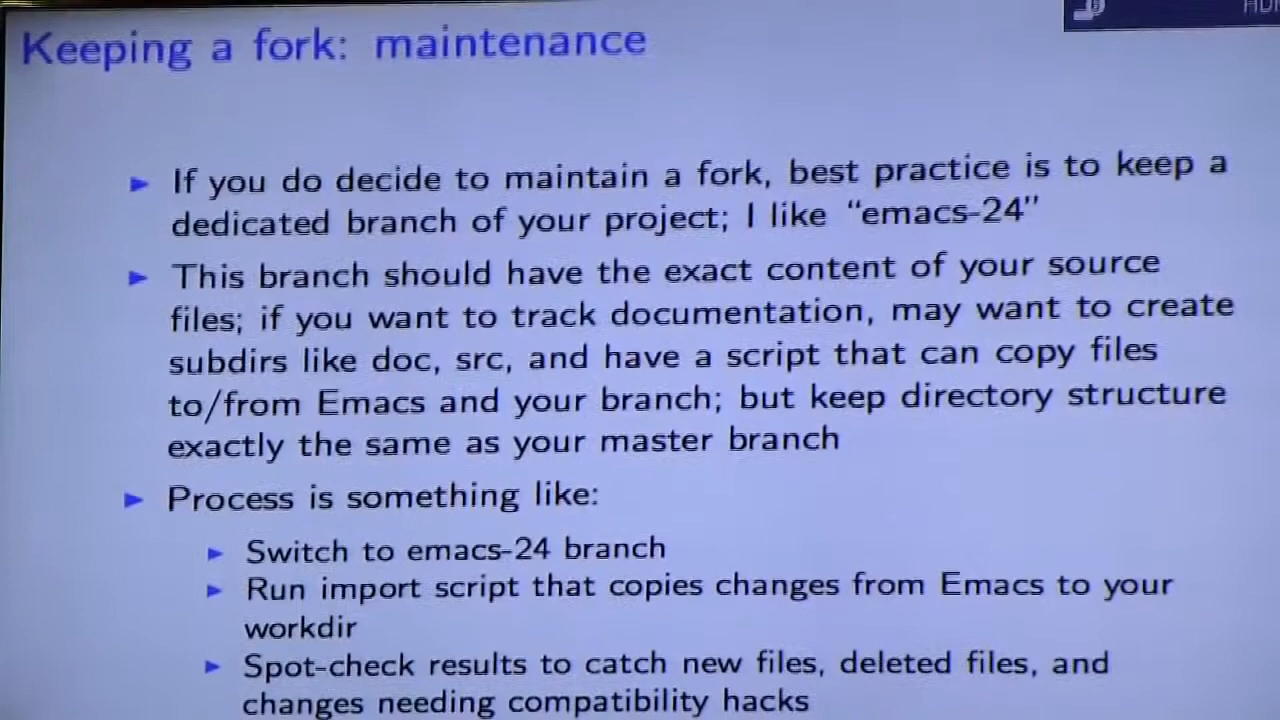 Keeping a fork: maintenance
If you do decide to maintain a fork, best practice is to keep a
dedicated branch of your project; I like “emacs-24”
This branch should have the exact content of your source
files; if you want to track documentation, may want to create
subdirs like doc, src, and have a script that can copy files
to/from Emacs and your branch; but keep directory structure
exactly the same as your master branch
Process is something like:
Switch to emacs-24 branch
Run import script that copies changes from Emacs to your
workdir
Spot-check results to catch new files, deleted files, and
changes needing compatibility hacks